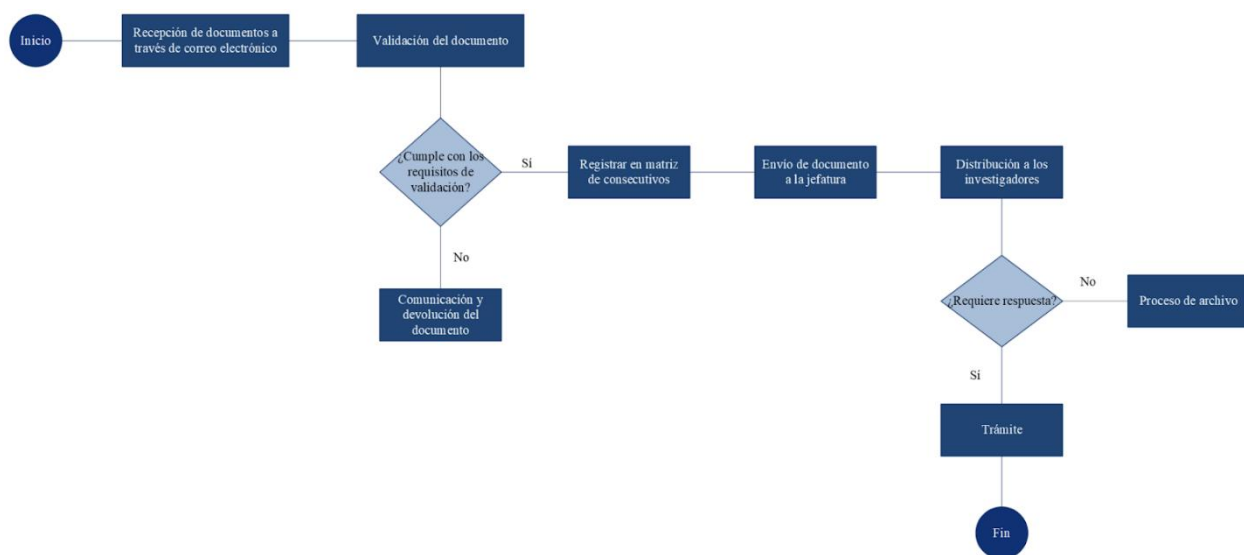 Inicio
Recepción de documentos a
través de correo electrónico
Validación del documento
¿Cumple con los
requisitos de
validación?
Sí
Registrar en matriz
de consecutivos
Envío de documento
a la jefatura
Distribución a los
investigadores
No
Comunicación y
devolución del
documento
¿Requiere respuesta?
No
Proceso de archivo
Sí
Trámite
Fin